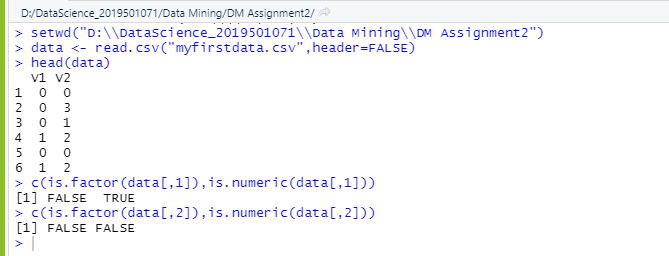 D:/DataScience_2019501071/Data Mining/DM Assignment2/
> setwd("D:\\DataScience_2019501071\\Data Mining\\DM Assignment2")
> data <- read.csv("myfirstdata.csv",header=FALSE)
> head(data)
  V1 V2
1  0  0
2  0  3
3  0  1
4  1  2
5  0  0
6  1  2
> c(is.factor(data[,1]),is.numeric(data[,1]))
[1] FALSE  TRUE
> c(is.factor(data[,2]),is.numeric(data[,2]))
[1] FALSE FALSE
>